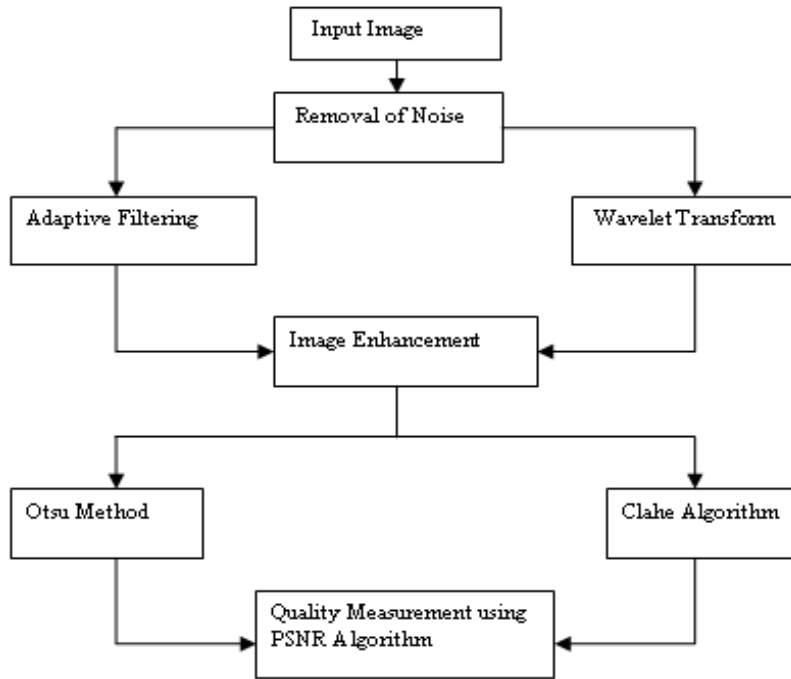 Input Image
Removal of Noise
Adaptive Filtering
Wavelet Transform
Image Enhancement
Otsu Method
Clahe Algorithm
Quality Measurement using
PSNR Algorithm